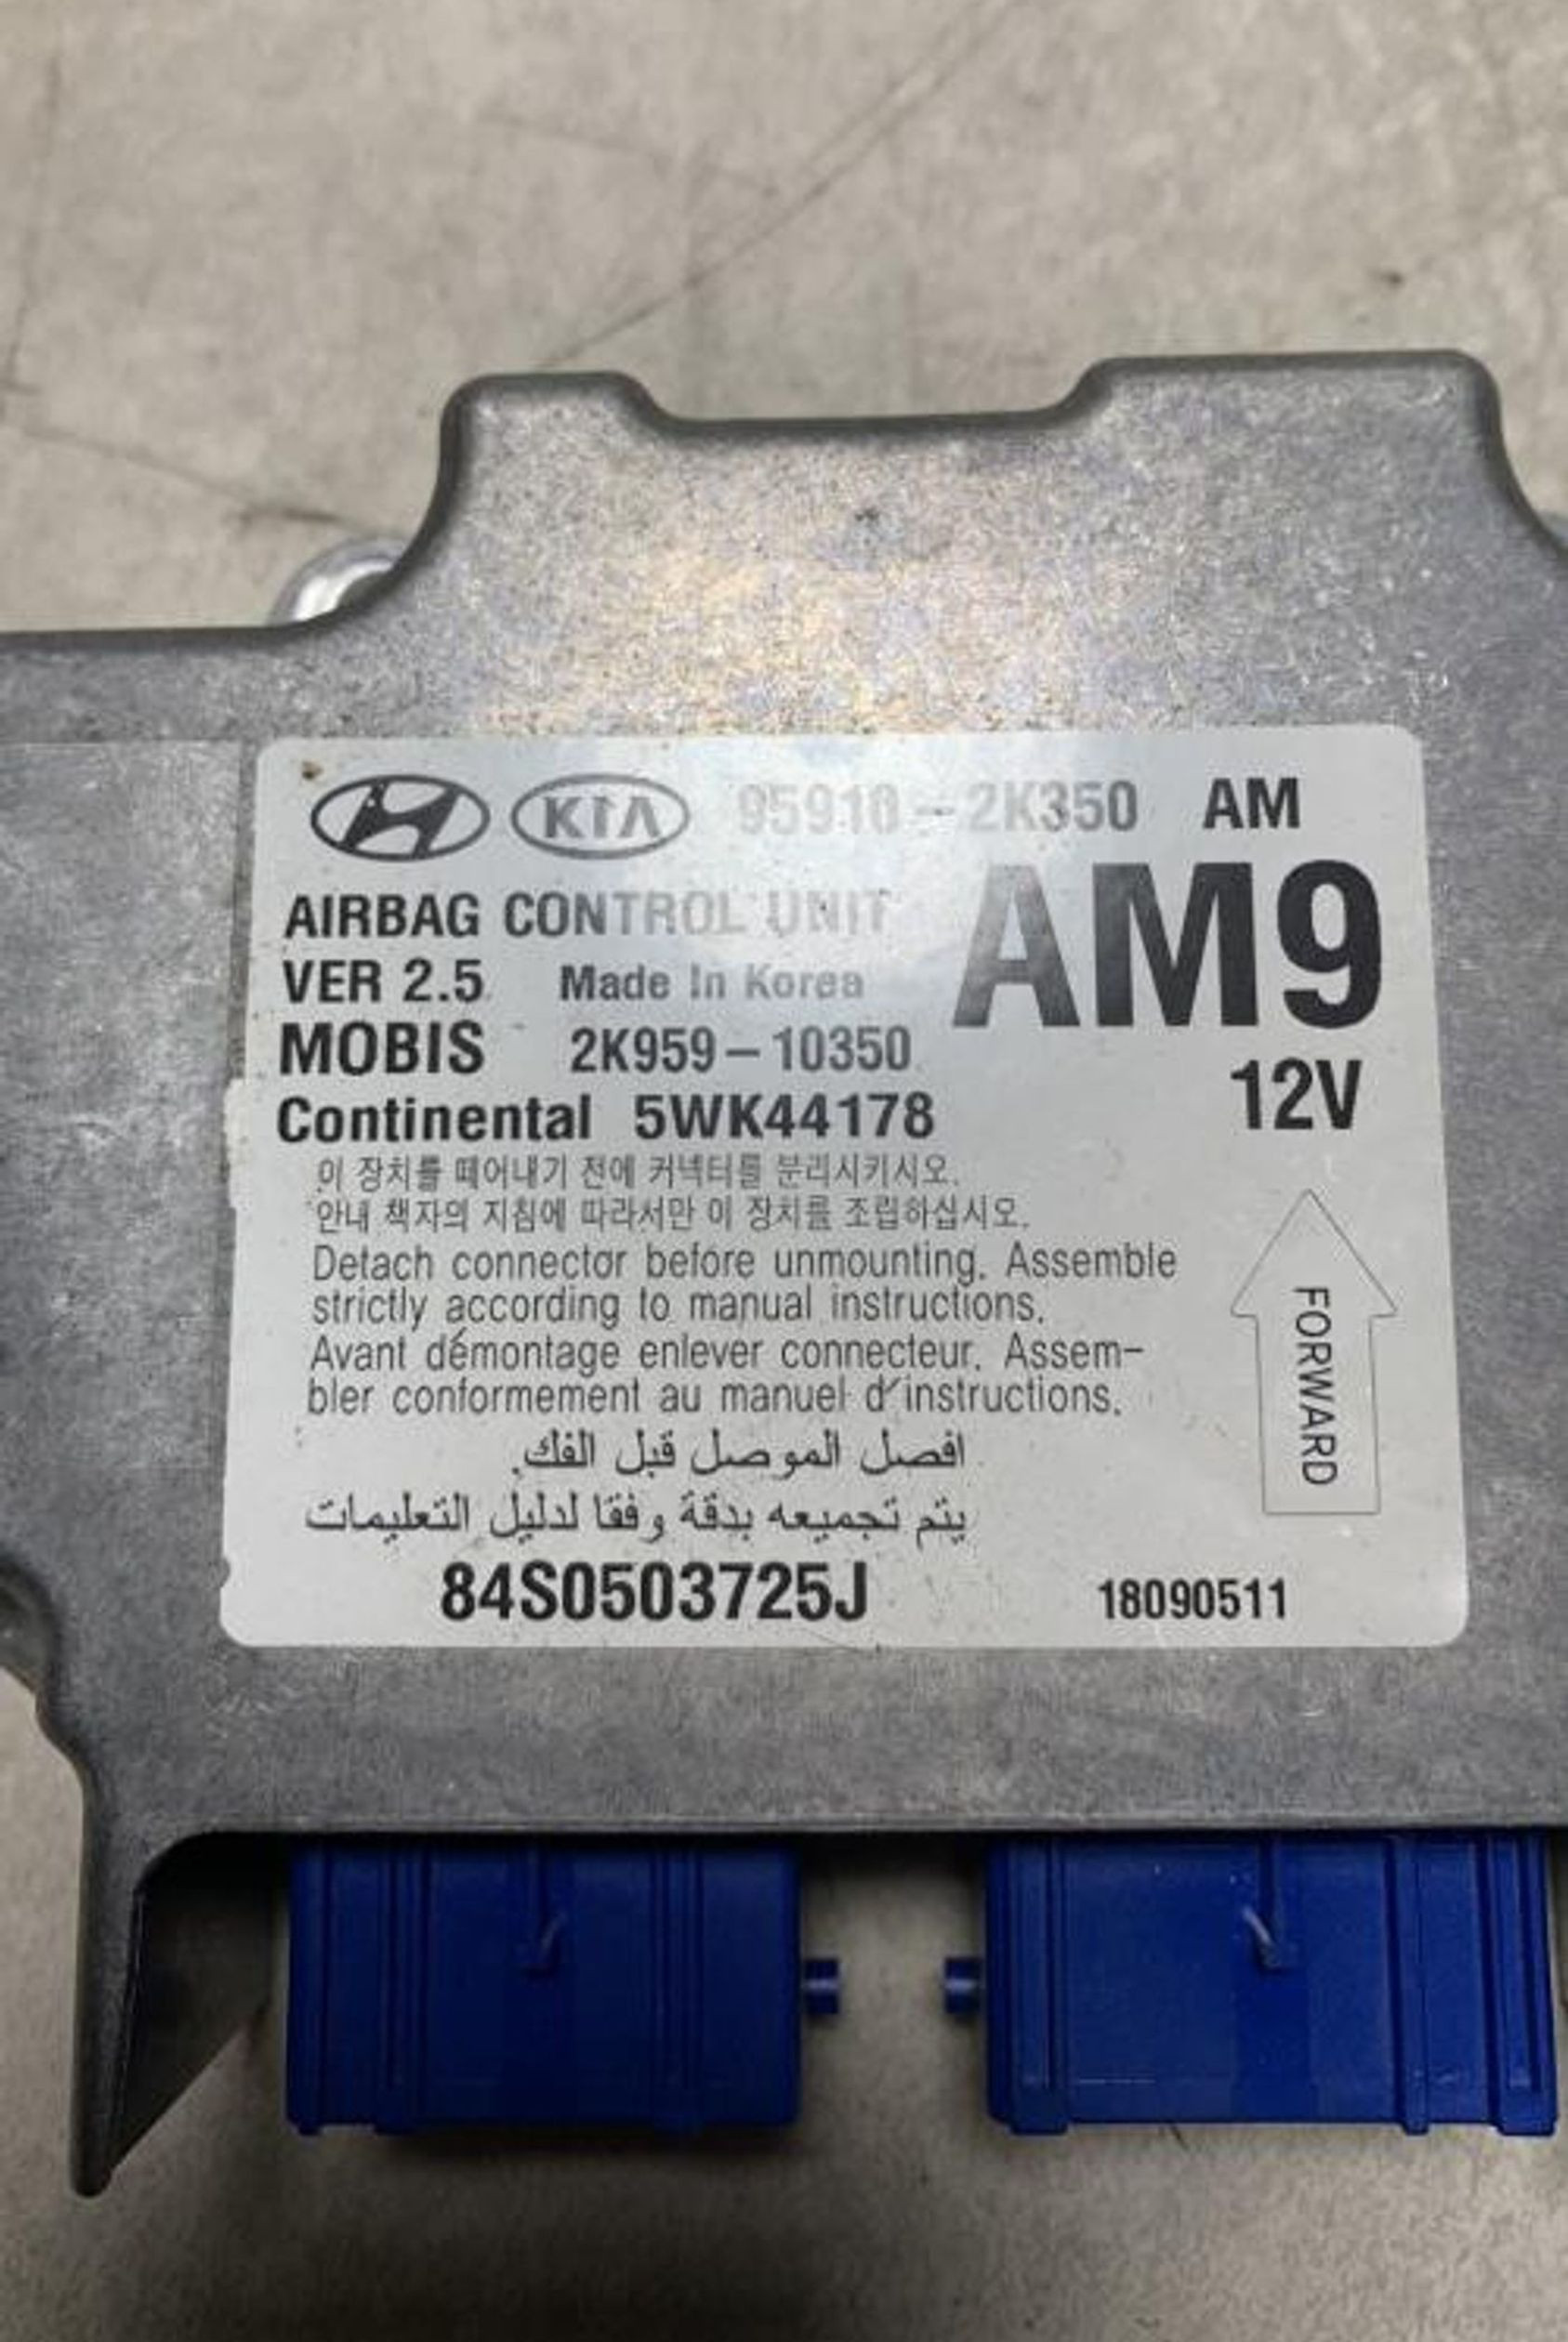 KIA 95910-2K350 AM
AIRBAG CONTROL UNIT
AM9
VER 2.5 Made In Korea
MOBIS 2K959-10350
12V
Continental 5WK44178
이 장치를 떼어내기 전에 커넥터를 분리시키시오.
안내 책자의 지침에 따라서만 이 장치를 조립하십시오.
Detach connector before unmounting. Assemble
strictly according to manual instructions.
Avant démontage enlever connecteur. Assem-
bler conformement au manuel d'instructions.
FORWARD
افصل الموصل قبل الفك.
يتم تجميعه بدقة وفقا لدليل التعليمات
84S0503725J 18090511